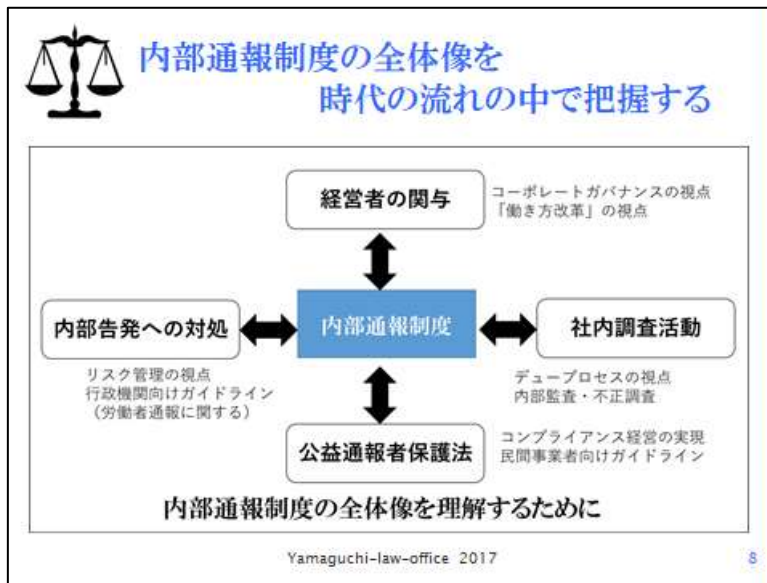 内部通報制度の全体像を
時代の流れの中で把握する
経営者の関与
コーポレートガバナンスの視点
「働き方改革」の視点
内部告発への対処
内部通報制度
社内調査活動
リスク管理の視点
行政機関向けガイドライン
(労働者通報に関する)
デュープロセスの視点
内部監査・不正調査
公益通報者保護法
コンプライアンス経営の実現
民間事業者向けガイドライン
内部通報制度の全体像を理解するために
Yamaguchi-law-office 2017
8